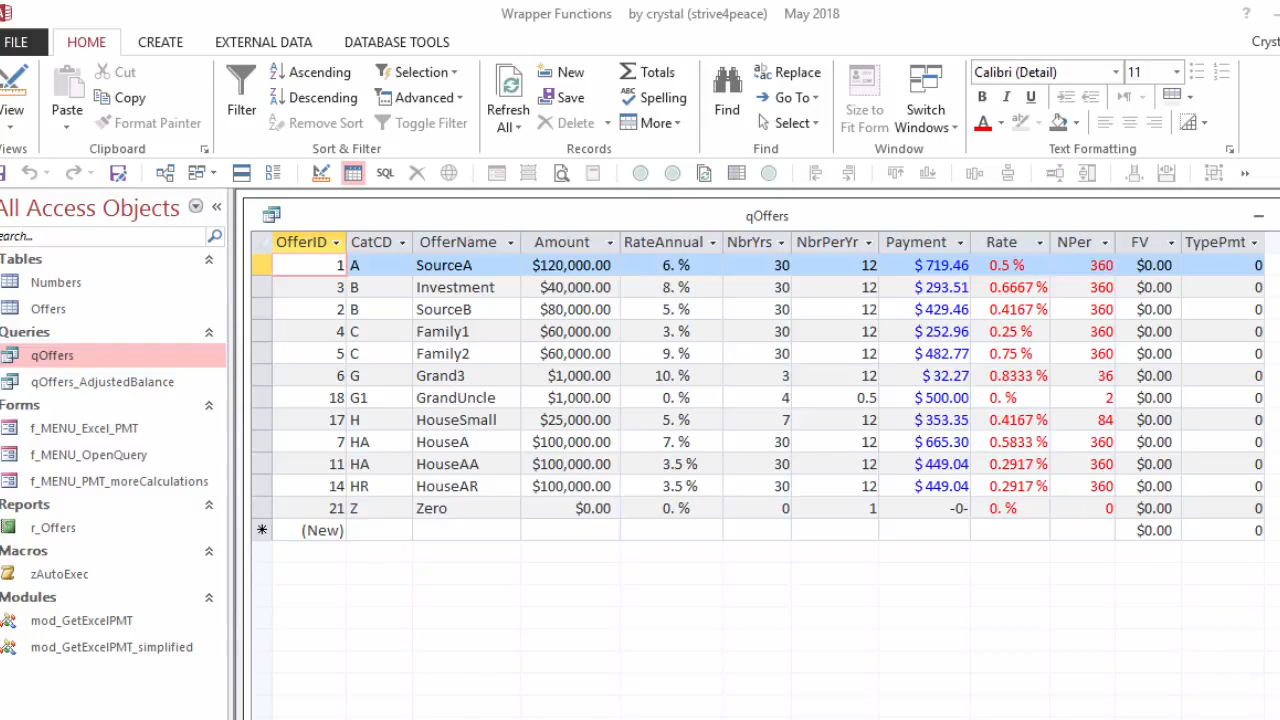 Wrapper Functions by crystal (strive4peace) May 2018 ?
FILE HOME CREATE EXTERNAL DATA DATABASE TOOLS Cryst
View Paste Cut Copy Format Painter
Filter Ascending Descending Remove Sort Selection Advanced Toggle Filter
Refresh All New Save Delete Totals ABC Spelling More
Find ab ac Replace Go To Select
Size to Fit Form Switch Windows
Calibri (Detail) 11
B I U
A ab
Views Clipboard Sort & Filter Records Find Window Text Formatting
SQL
All Access Objects «
earch...
Tables
Numbers
Offers
Queries
qOffers
qOffers_AdjustedBalance
Forms
f_MENU_Excel_PMT
f_MENU_OpenQuery
f_MENU_PMT_moreCalculations
Reports
r_Offers
Macros
zAutoExec
Modules
mod_GetExcelPMT
mod_GetExcelPMT_simplified
qOffers
OfferID CatCD OfferName Amount RateAnnual NbrYrs NbrPerYr Payment Rate NPer FV TypePmt
1 A SourceA $120,000.00 6. % 30 12 $ 719.46 0.5 % 360 $0.00 0
3 B Investment $40,000.00 8. % 30 12 $ 293.51 0.6667 % 360 $0.00 0
2 B SourceB $80,000.00 5. % 30 12 $ 429.46 0.4167 % 360 $0.00 0
4 C Family1 $60,000.00 3. % 30 12 $ 252.96 0.25 % 360 $0.00 0
5 C Family2 $60,000.00 9. % 30 12 $ 482.77 0.75 % 360 $0.00 0
6 G Grand3 $1,000.00 10. % 3 12 $ 32.27 0.8333 % 36 $0.00 0
18 G1 GrandUncle $1,000.00 0. % 4 0.5 $ 500.00 0. % 2 $0.00 0
17 H HouseSmall $25,000.00 5. % 7 12 $ 353.35 0.4167 % 84 $0.00 0
7 HA HouseA $100,000.00 7. % 30 12 $ 665.30 0.5833 % 360 $0.00 0
11 HA HouseAA $100,000.00 3.5 % 30 12 $ 449.04 0.2917 % 360 $0.00 0
14 HR HouseAR $100,000.00 3.5 % 30 12 $ 449.04 0.2917 % 360 $0.00 0
21 Z Zero $0.00 0. % 0 1 -0- 0. % 0 $0.00 0
(New) $0.00 0